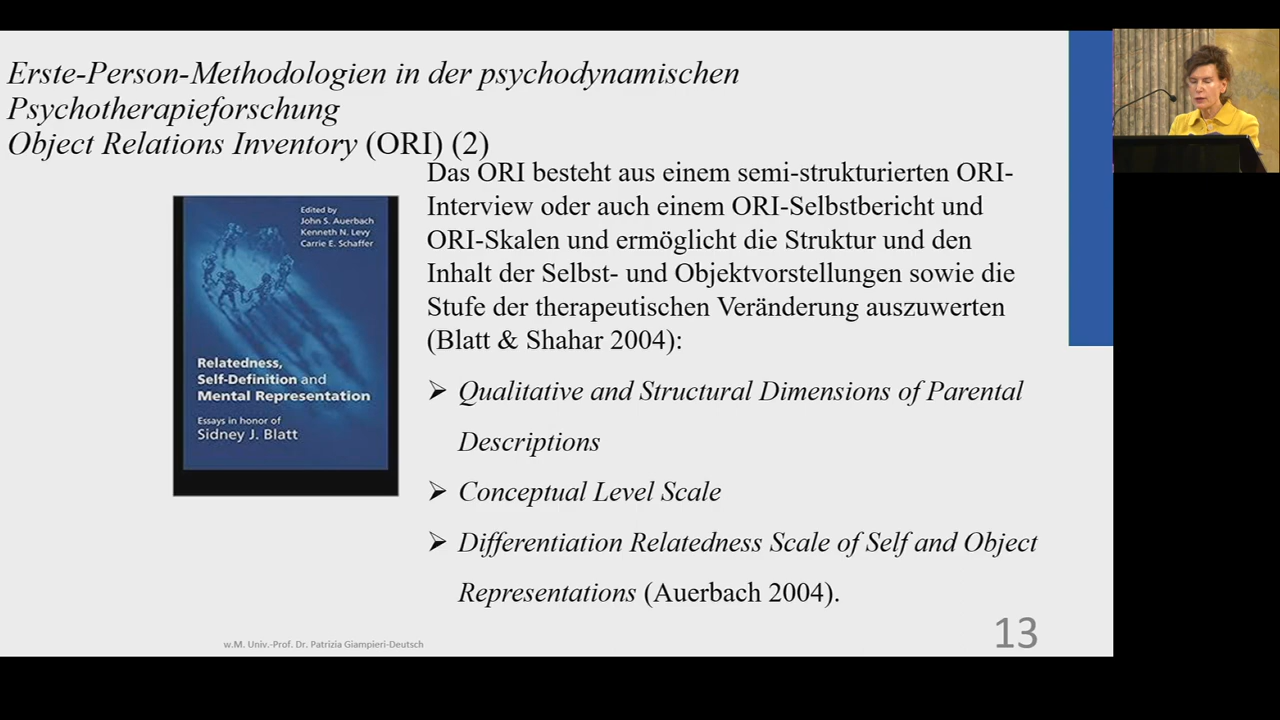 Erste-Person-Methodologien in der psychodynamischen
Psychotherapieforschung
Object Relations Inventory (ORI) (2)
Das ORI besteht aus einem semi-strukturierten ORI-
Interview oder auch einem ORI-Selbstbericht und
ORI-Skalen und ermöglicht die Struktur und den
Inhalt der Selbst- und Objektvorstellungen sowie die
Stufe der therapeutischen Veränderung auszuwerten
(Blatt & Shahar 2004):
➢ Qualitative and Structural Dimensions of Parental
Descriptions
➢ Conceptual Level Scale
➢ Differentiation Relatedness Scale of Self and Object
Representations (Auerbach 2004).
Edited by
John S. Auerbach
Kenneth N. Levy
Carrie E. Schaffer
Relatedness,
Self-Definition and
Mental Representation
Essays in honor of
Sidney J. Blatt
w.M. Univ.-Prof. Dr. Patrizia Giampieri-Deutsch
13